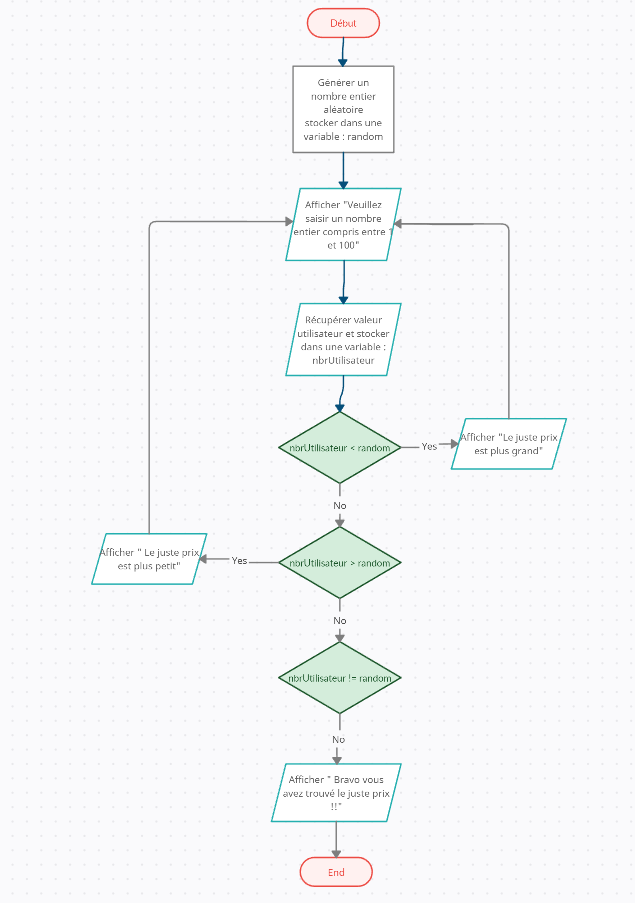 Début
Générer un
nombre entier
aléatoire
stocker dans une
variable : random
Afficher "Veuillez
saisir un nombre
entier compris entre 1
et 100"
Récupérer valeur
utilisateur et stocker
dans une variable :
nbrUtilisateur
nbrUtilisateur < random
Yes
Afficher "Le juste prix
est plus grand"
No
nbrUtilisateur > random
Yes
Afficher " Le juste prix
est plus petit"
No
nbrUtilisateur != random
No
Afficher " Bravo vous
avez trouvé le juste prix
!!"
End